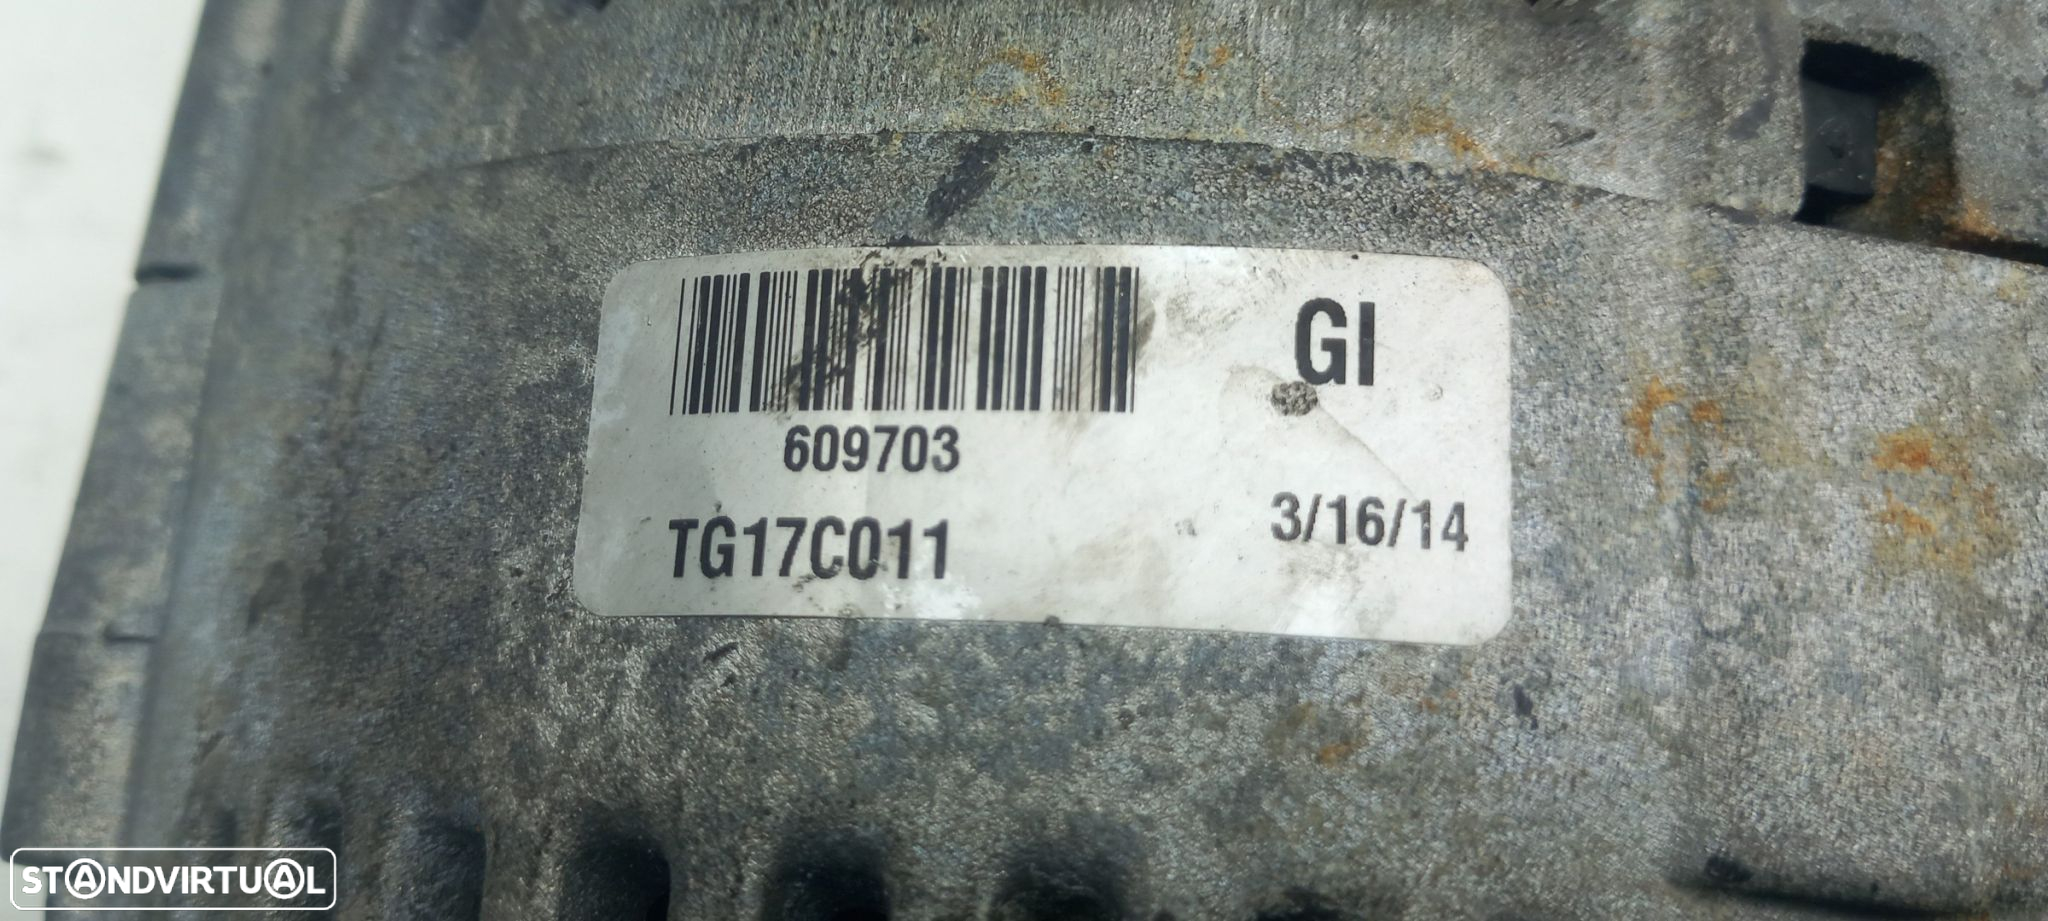 GI
609703
TG17C011
3/16/14
STANDVIRTUAL